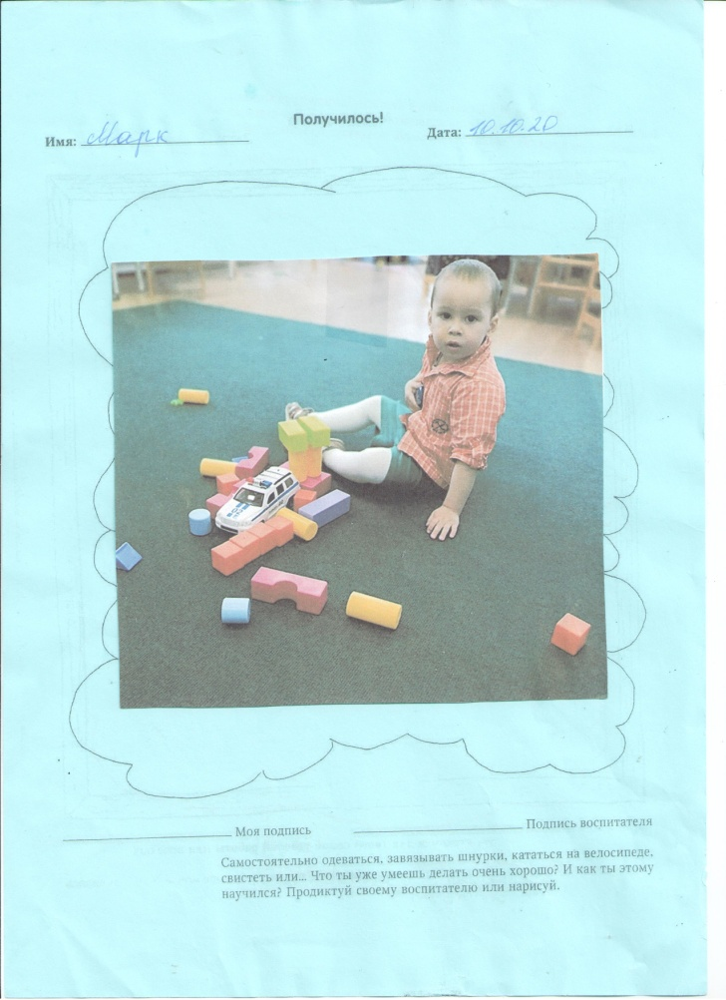 Получилось!
Имя: Марк Дата: 10.10.20
Моя подпись Подпись воспитателя
Самостоятельно одеваться, завязывать шнурки, кататься на велосипеде,
свистеть или... Что ты уже умеешь делать очень хорошо? И как ты этому
научился? Продиктуй своему воспитателю или нарисуй.